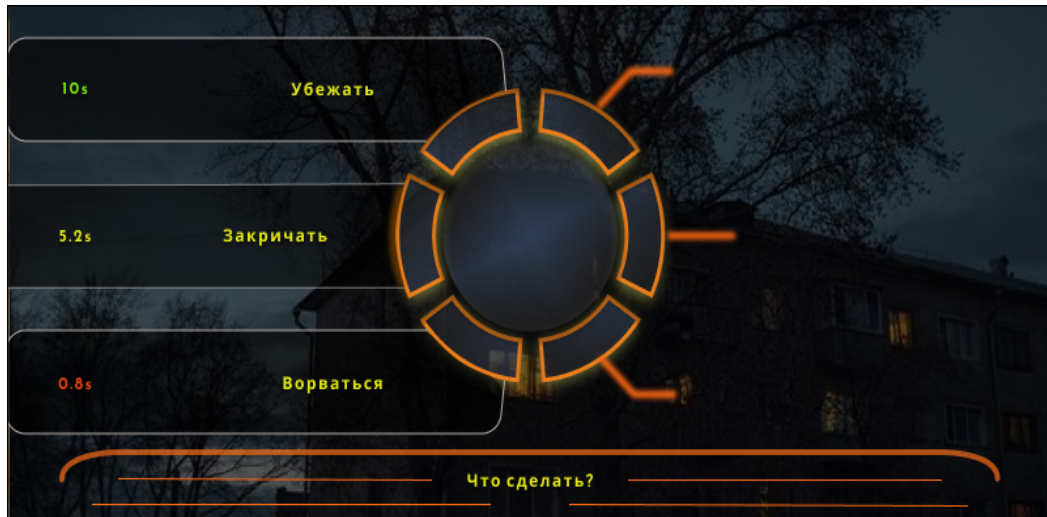 10s
Убежать
5.2s
Закричать
0.8s
Ворваться
Что сделать?